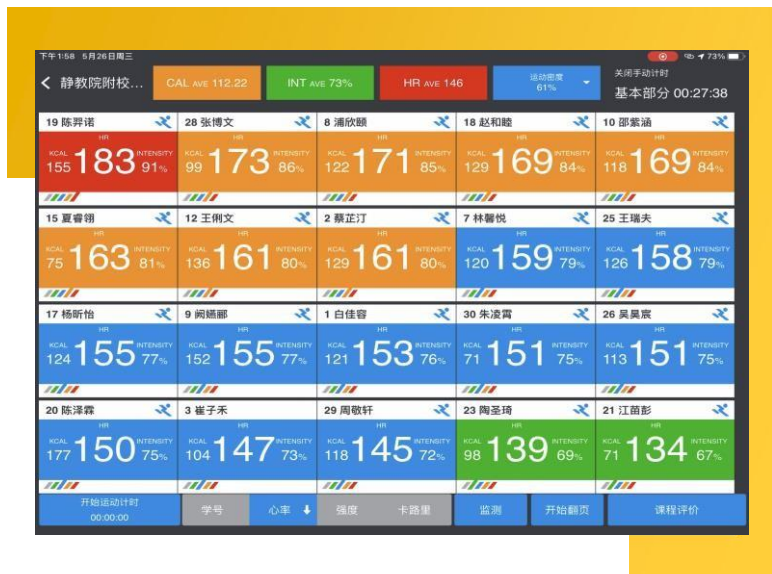 下午1:58 5月26日周三
73%
静教院附校...
CAL AVE 112.22
INT AVE 73%
HR AVE 146
运动密度
61%
关闭手动计时
基本部分 00:27:38
19 陈羿诺
28 张博文
8 浦欣颐
18 赵和睦
10 邵紫涵
HR
HR
HR
HR
HR
KCAL 155 183 INTENSITY 91%
KCAL 99 173 INTENSITY 86%
KCAL 122 171 INTENSITY 85%
KCAL 129 169 INTENSITY 84%
KCAL 118 169 INTENSITY 84%
15 夏睿翎
12 王俐文
2 蔡芷汀
7 林馨悦
25 王瑞夫
HR
HR
HR
HR
HR
KCAL 75 163 INTENSITY 81%
KCAL 136 161 INTENSITY 80%
KCAL 129 161 INTENSITY 80%
KCAL 120 159 INTENSITY 79%
KCAL 126 158 INTENSITY 79%
17 杨昕怡
9 阙嫣郦
1 白佳容
30 朱凌霄
26 吴昊宸
HR
HR
HR
HR
HR
KCAL 124 155 INTENSITY 77%
KCAL 152 155 INTENSITY 77%
KCAL 121 153 INTENSITY 76%
KCAL 71 151 INTENSITY 75%
KCAL 113 151 INTENSITY 75%
20 陈泽霖
3 崔子禾
29 周敬轩
23 陶圣琦
21 江苗彭
HR
HR
HR
HR
HR
KCAL 177 150 INTENSITY 75%
KCAL 104 147 INTENSITY 73%
KCAL 118 145 INTENSITY 72%
KCAL 98 139 INTENSITY 69%
KCAL 71 134 INTENSITY 67%
开始运动计时
00:00:00
学号
心率
强度
卡路里
监测
开始翻页
课程评价